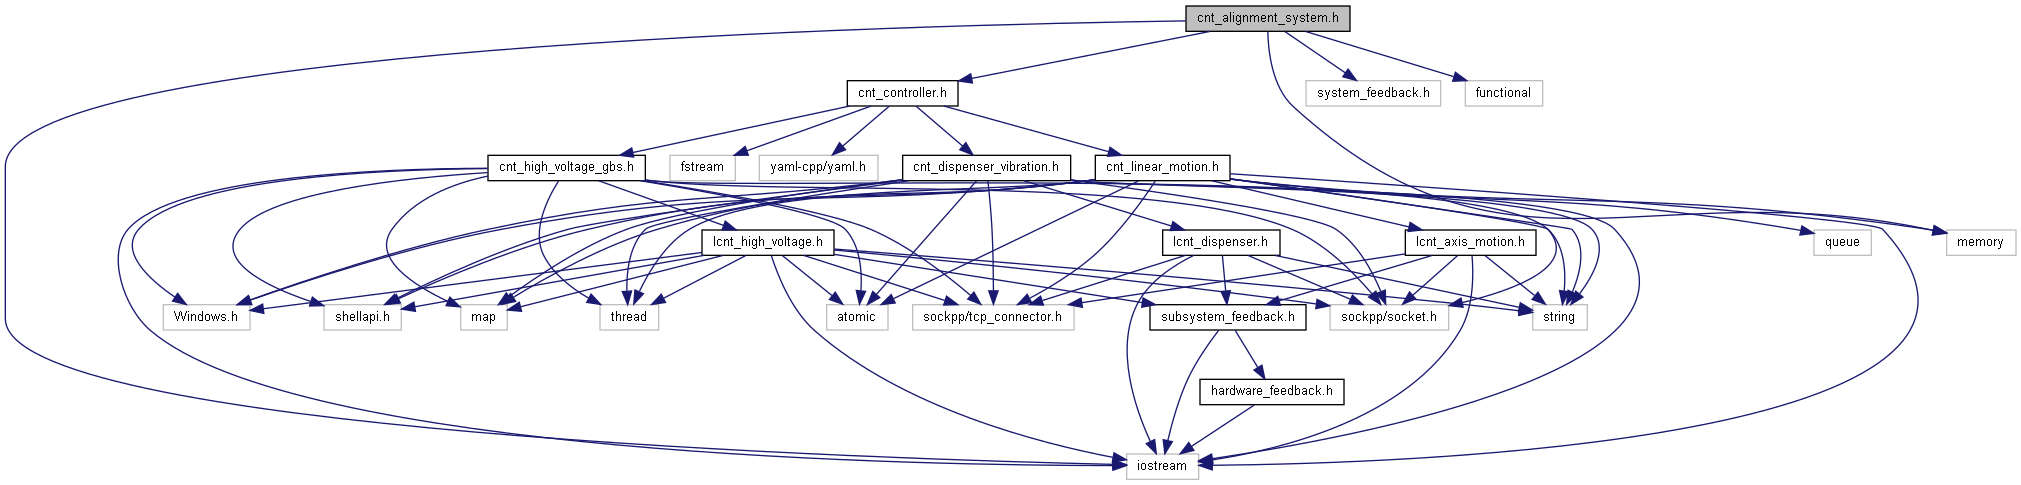 cnt_alignment_system.h
cnt_controller.h
system_feedback.h
functional
cnt_high_voltage_gbs.h
fstream
yaml-cpp/yaml.h
cnt_dispenser_vibration.h
cnt_linear_motion.h
lcnt_high_voltage.h
lcnt_dispenser.h
lcnt_axis_motion.h
queue
memory
Windows.h
shellapi.h
map
thread
atomic
sockpp/tcp_connector.h
subsystem_feedback.h
sockpp/socket.h
string
hardware_feedback.h
iostream